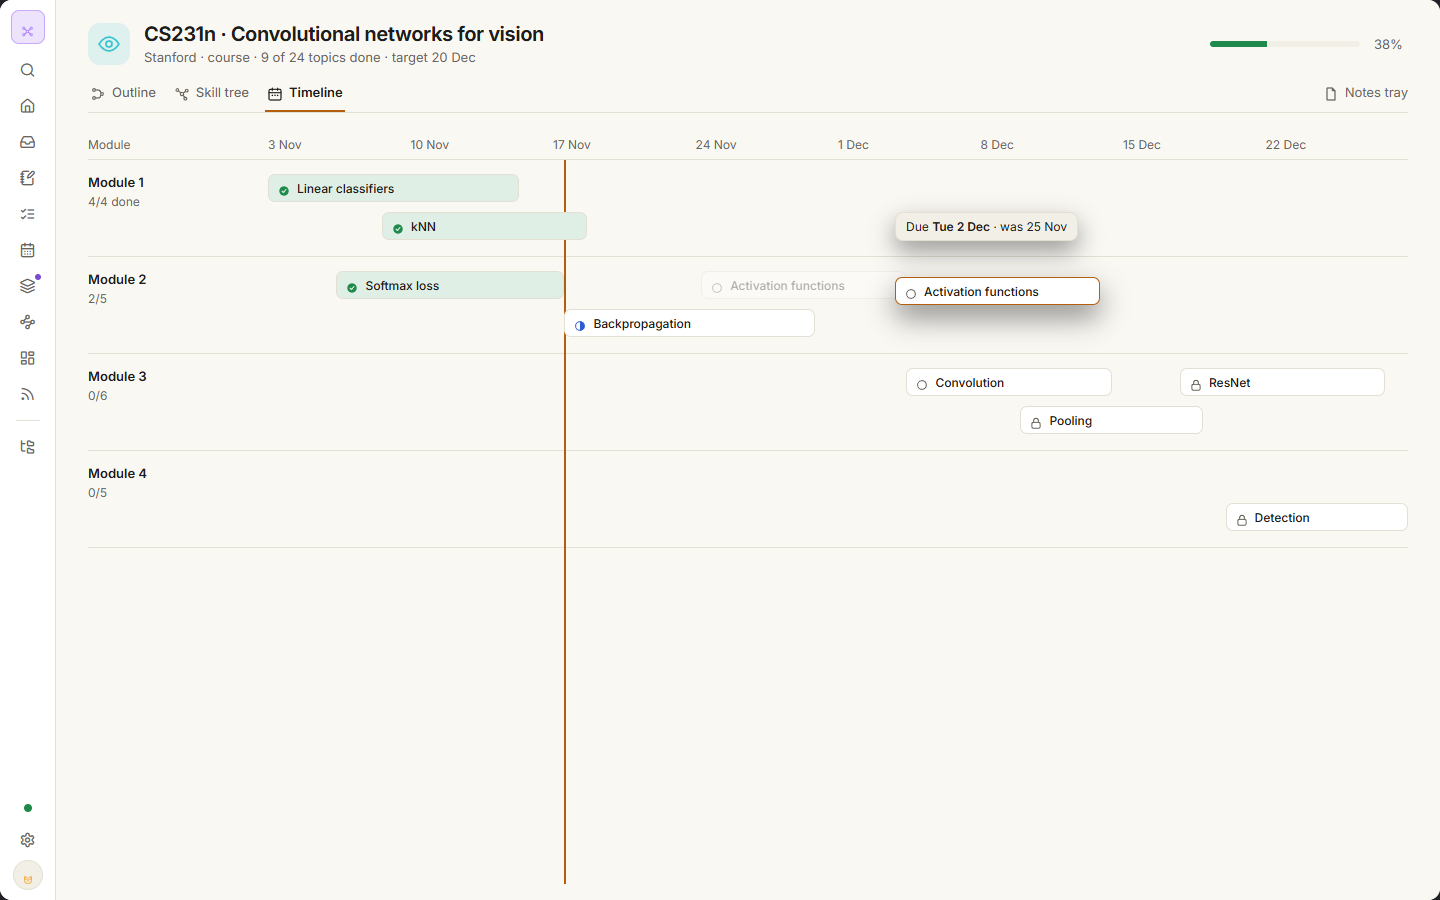 CS231n · Convolutional networks for vision
Stanford · course · 9 of 24 topics done · target 20 Dec
38%
Outline
Skill tree
Timeline
Notes tray
Module
3 Nov
10 Nov
17 Nov
24 Nov
1 Dec
8 Dec
15 Dec
22 Dec
Module 1
4/4 done
Linear classifiers
kNN
Due Tue 2 Dec · was 25 Nov
Module 2
2/5
Softmax loss
Activation functions
Activation functions
Backpropagation
Module 3
0/6
Convolution
ResNet
Pooling
Module 4
0/5
Detection